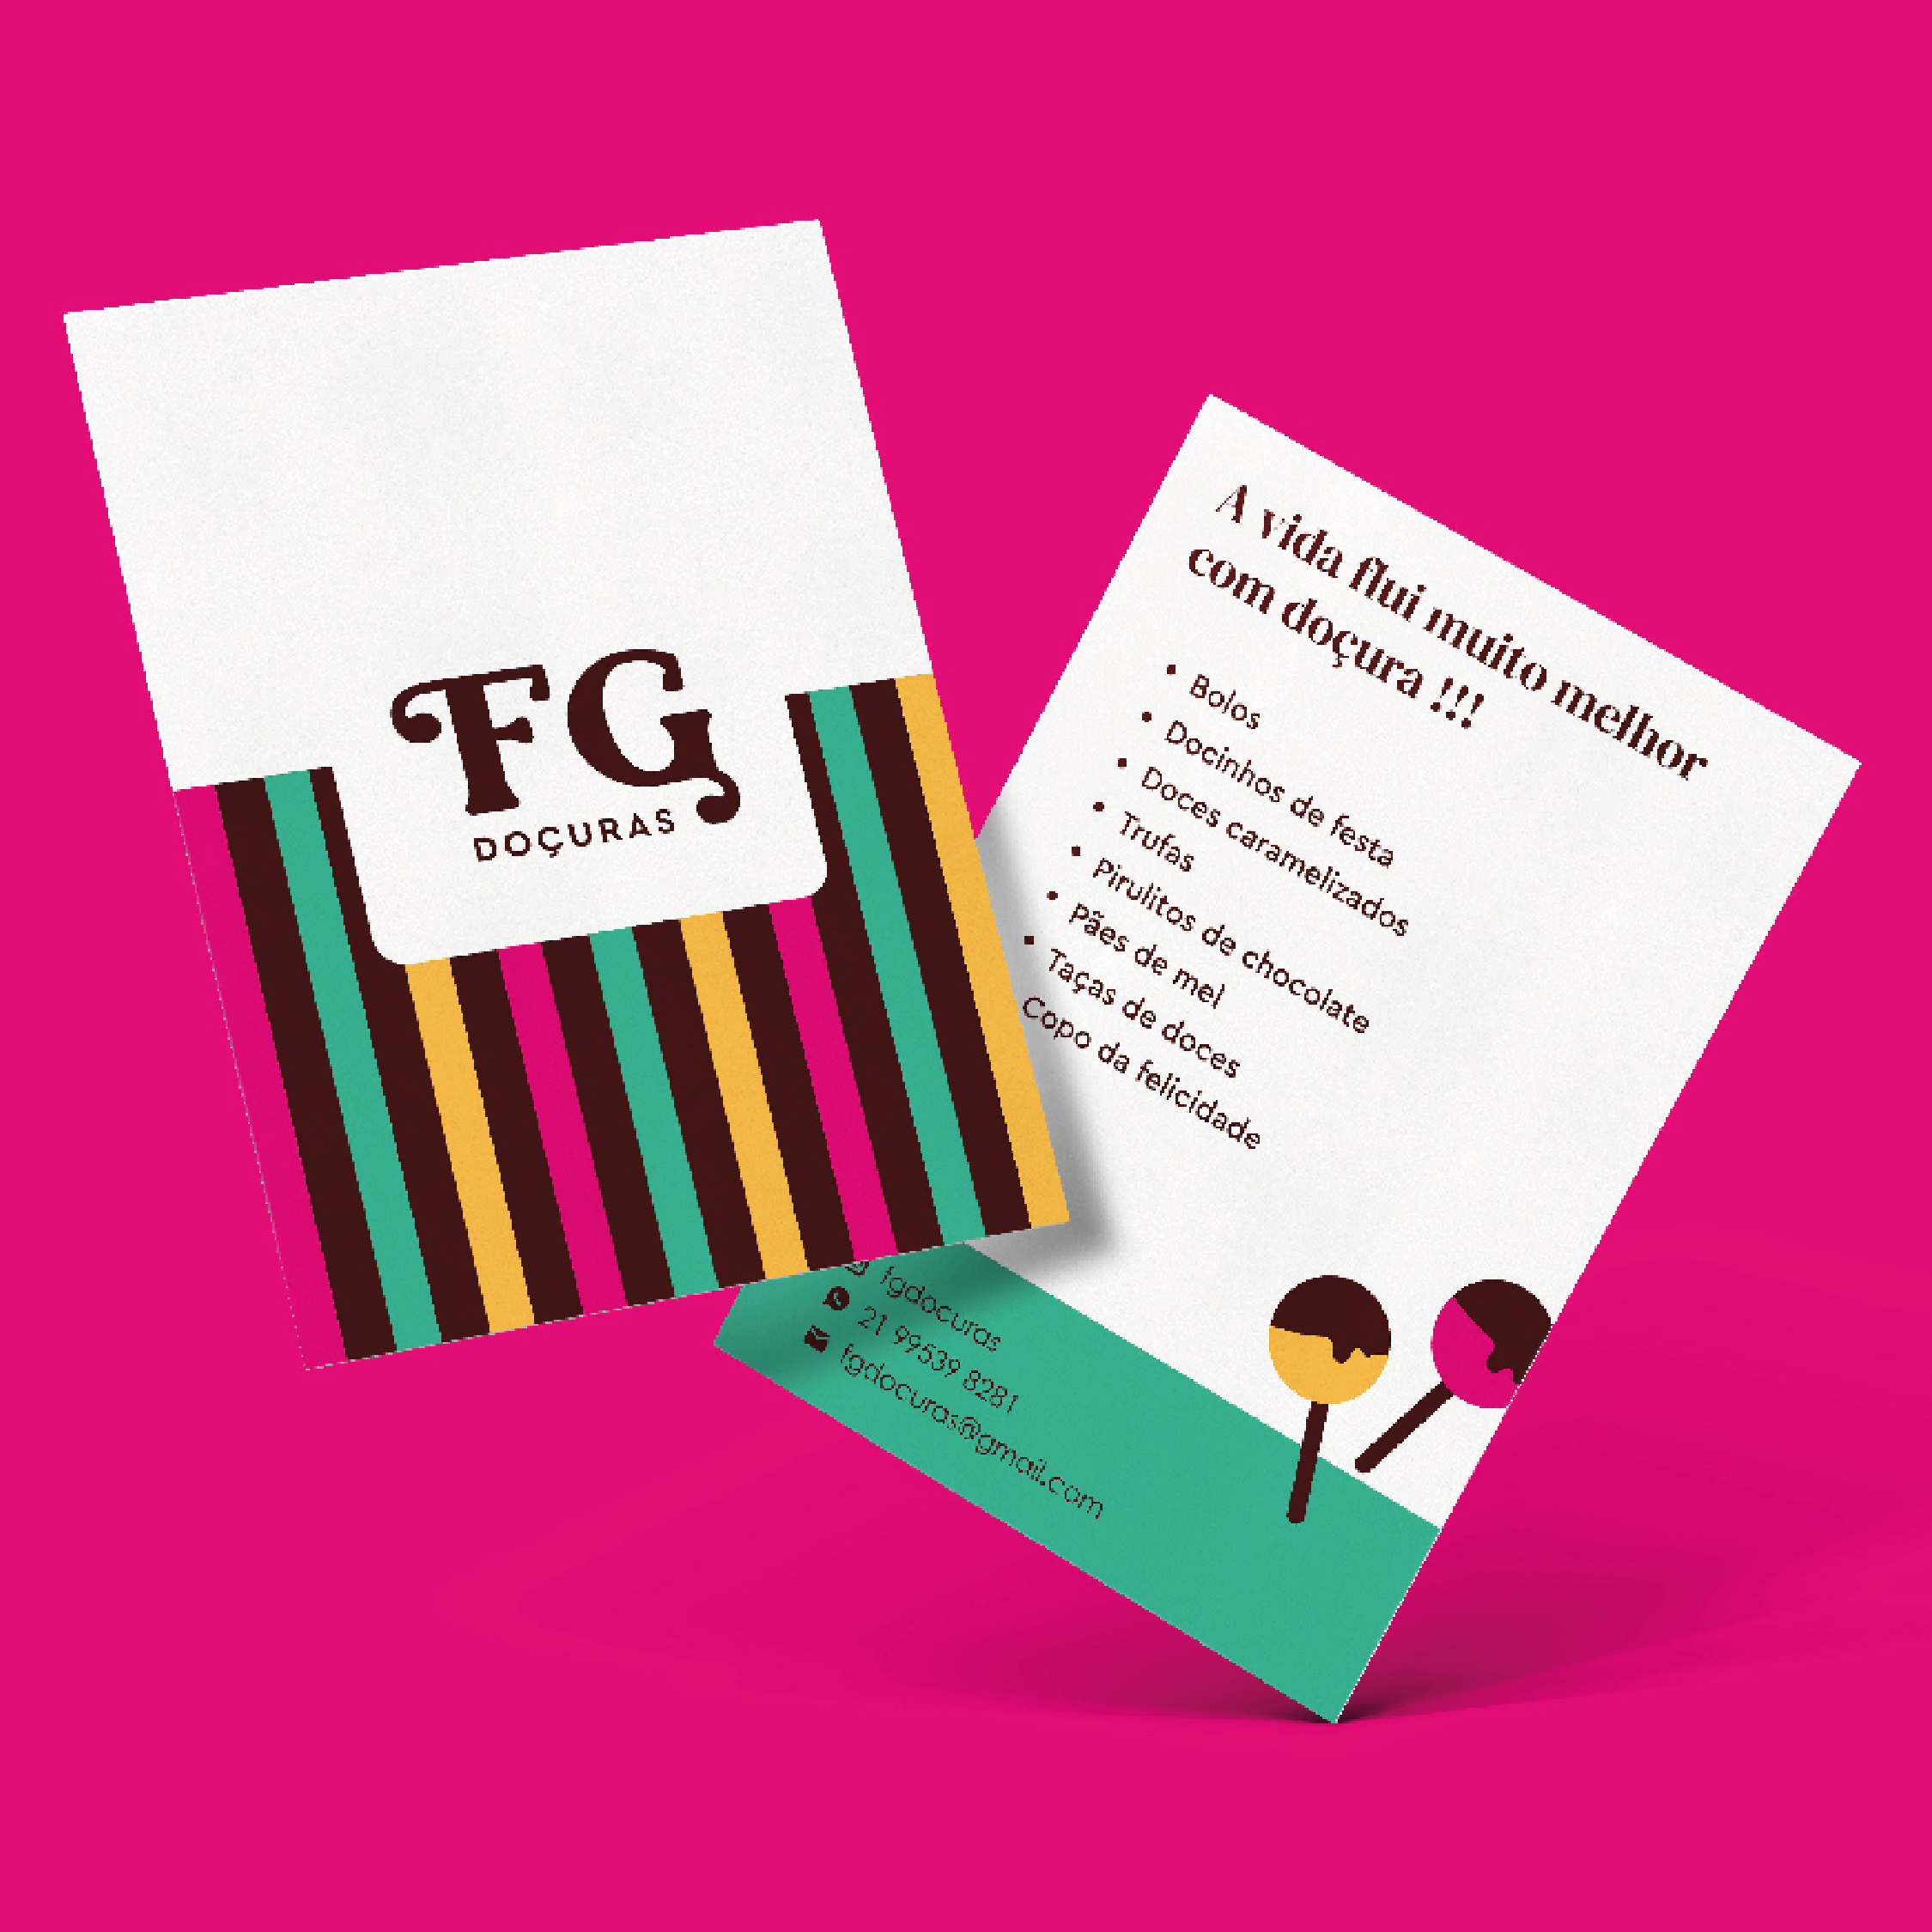 FG
DOÇURAS
A vida flui muito melhor
com doçura !!!
• Bolos
• Docinhos de festa
• Doces caramelizados
• Trufas
• Pirulitos de chocolate
• Pães de mel
• Taças de doces
Copo da felicidade
fgdocuras
21 99539 8281
fgdocuras@gmail.com